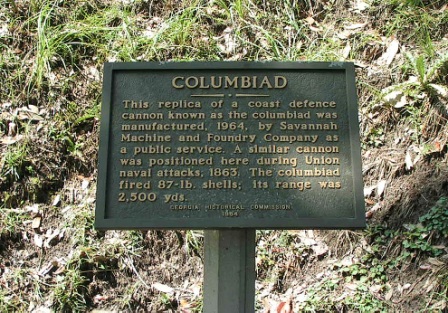 COLUMBIAD
This replica of a coast defence
cannon known as the columbiad was
manufactured, 1964, by Savannah
Machine and Foundry Company as
a public service. A similar cannon
was positioned here during Union
naval attacks, 1863. The columbiad
fired 87-lb. shells; its range was
2,500 yds.
GEORGIA HISTORICAL COMMISSION
1964